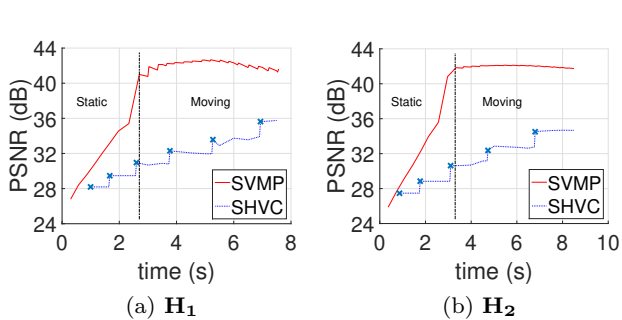 44
40
36
32
28
24
PSNR (dB)
Static
Moving
SVMP
SHVC
0 2 4 6 8
time (s)
(a) H1
44
40
36
32
28
24
PSNR (dB)
Static
Moving
SVMP
SHVC
0 2 4 6 8 10
time (s)
(b) H2